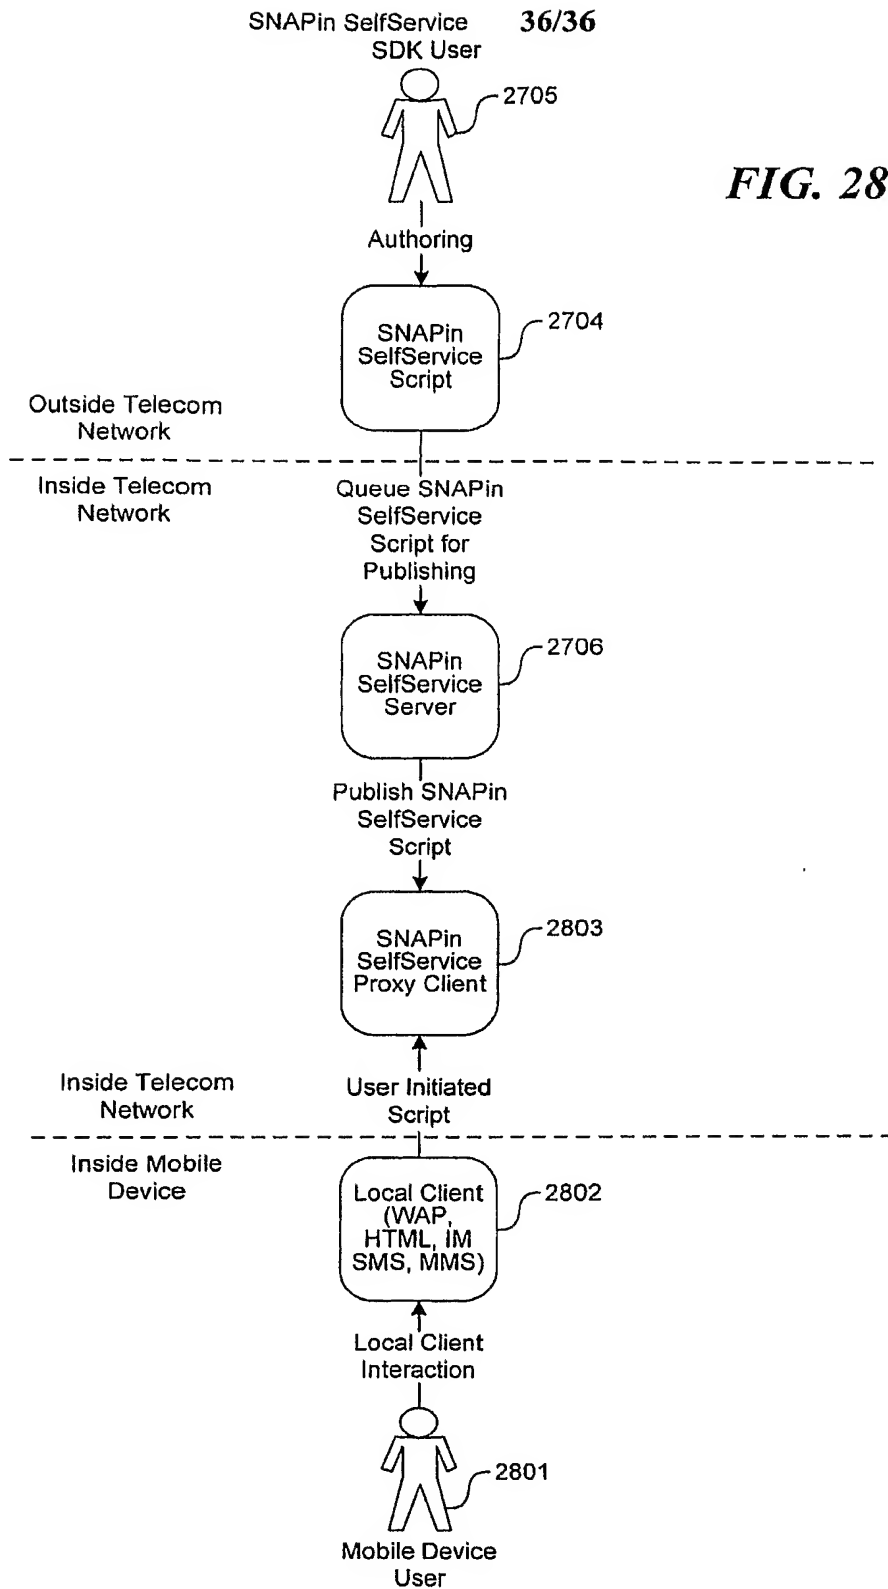 SNAPin SelfService
SDK User
36/36
2705
FIG. 28
Authoring
SNAPin
SelfService
Script
2704
Outside Telecom
Network
Inside Telecom
Network
Queue SNAPin
SelfService
Script for
Publishing
SNAPin
SelfService
Server
2706
Publish SNAPin
SelfService
Script
SNAPin
SelfService
Proxy Client
2803
Inside Telecom
Network
User Initiated
Script
Inside Mobile
Device
Local Client
(WAP,
HTML, IM
SMS, MMS)
2802
Local Client
Interaction
2801
Mobile Device
User